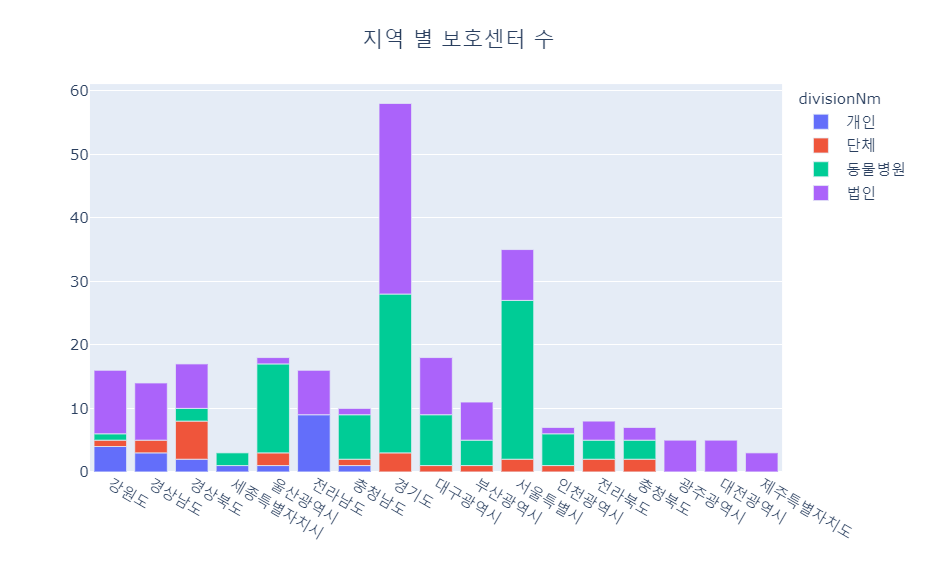 지역 별 보호센터 수
divisionNm
개인
단체
동물병원
법인
60
50
40
30
20
10
0
강원도
경상남도
경상북도
세종특별자치시
울산광역시
전라남도
충청남도
경기도
대구광역시
부산광역시
서울특별시
인천광역시
전라북도
충청북도
광주광역시
대전광역시
제주특별자치도